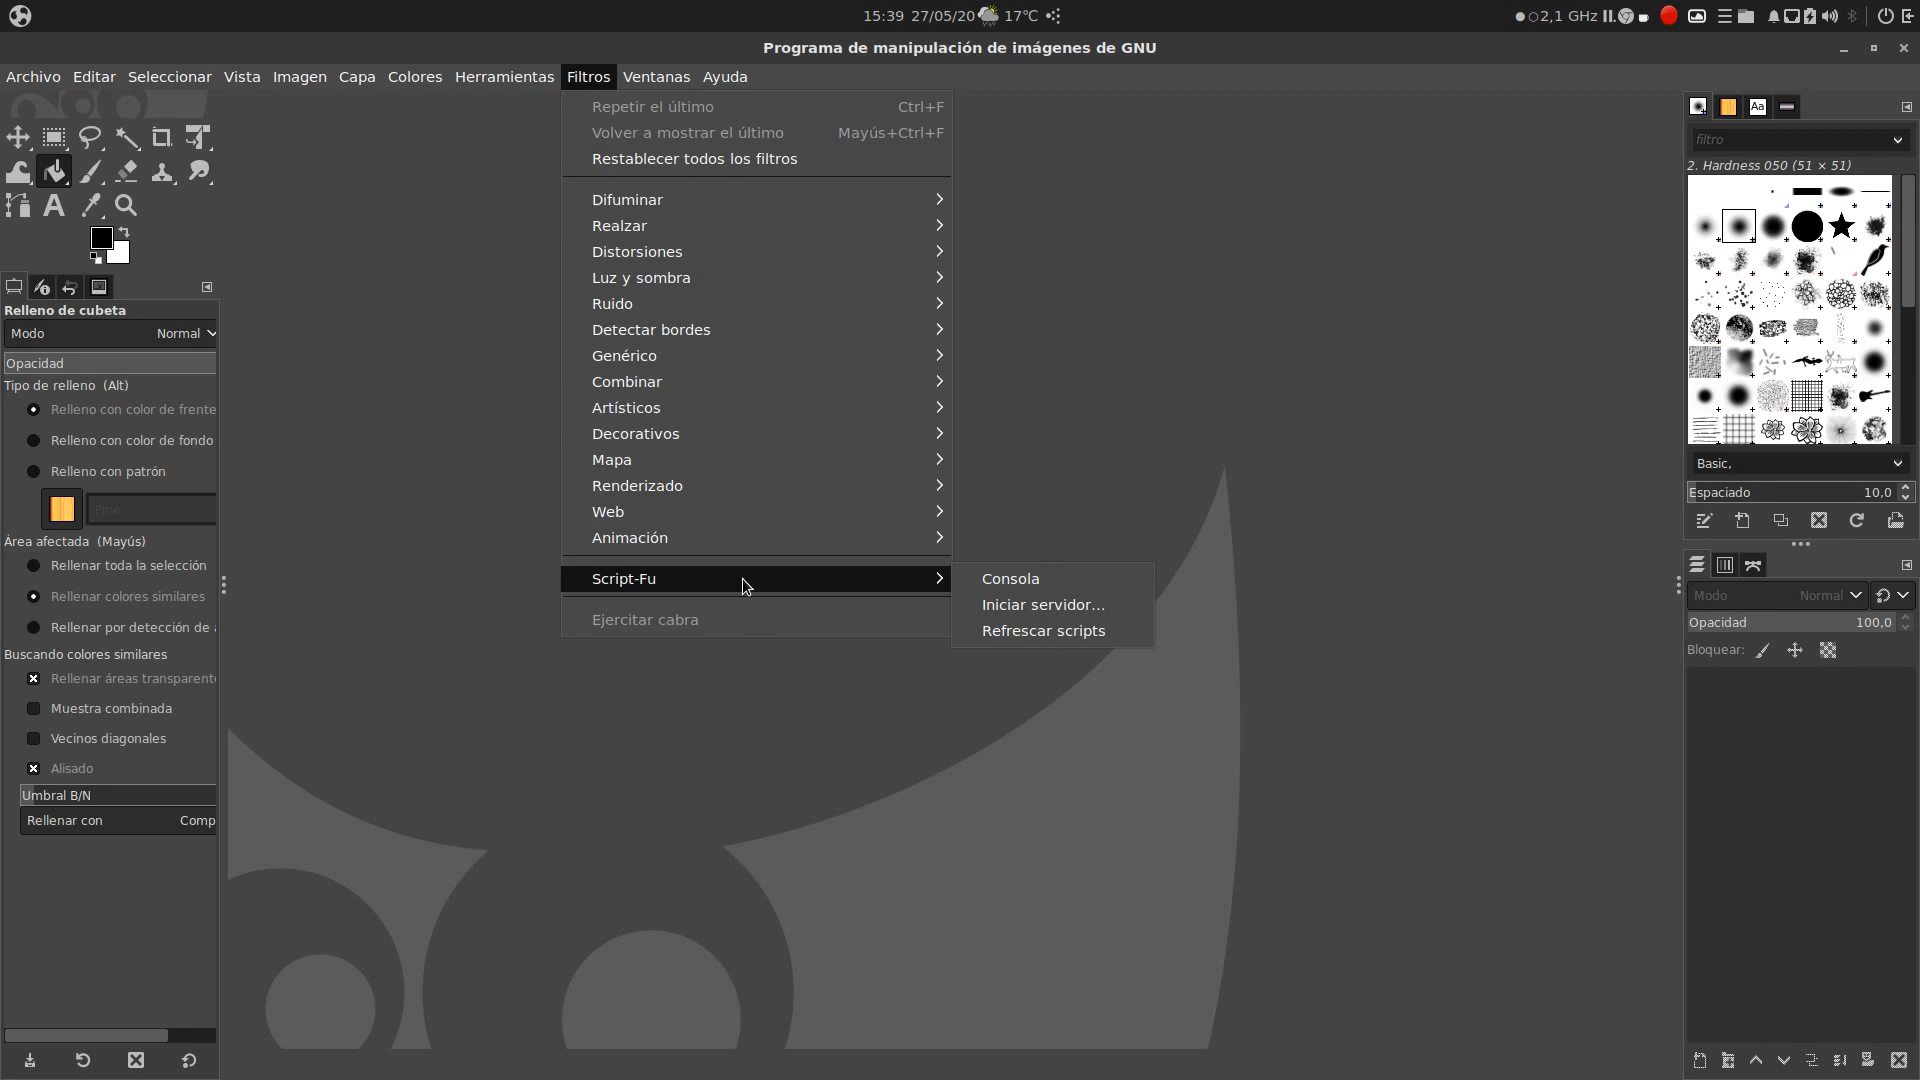 15:39 27/05/20 17°C
2,1 GHz
Programa de manipulación de imágenes de GNU
Archivo Editar Seleccionar Vista Imagen Capa Colores Herramientas Filtros Ventanas Ayuda
Repetir el último Ctrl+F
Volver a mostrar el último Mayús+Ctrl+F
Restablecer todos los filtros
Difuminar
Realzar
Distorsiones
Luz y sombra
Ruido
Detectar bordes
Genérico
Combinar
Artísticos
Decorativos
Mapa
Renderizado
Web
Animación
Script-Fu
Ejercitar cabra
Consola
Iniciar servidor...
Refrescar scripts
Relleno de cubeta
Modo Normal
Opacidad
Tipo de relleno (Alt)
Relleno con color de frente
Relleno con color de fondo
Relleno con patrón
Pine
Área afectada (Mayús)
Rellenar toda la selección
Rellenar colores similares
Rellenar por detección de
Buscando colores similares
Rellenar áreas transparent
Muestra combinada
Vecinos diagonales
Alisado
Umbral B/N
Rellenar con Comp
Aa
filtro
2. Hardness 050 (51 × 51)
Basic,
Espaciado 10,0
Modo Normal
Opacidad 100,0
Bloquear: